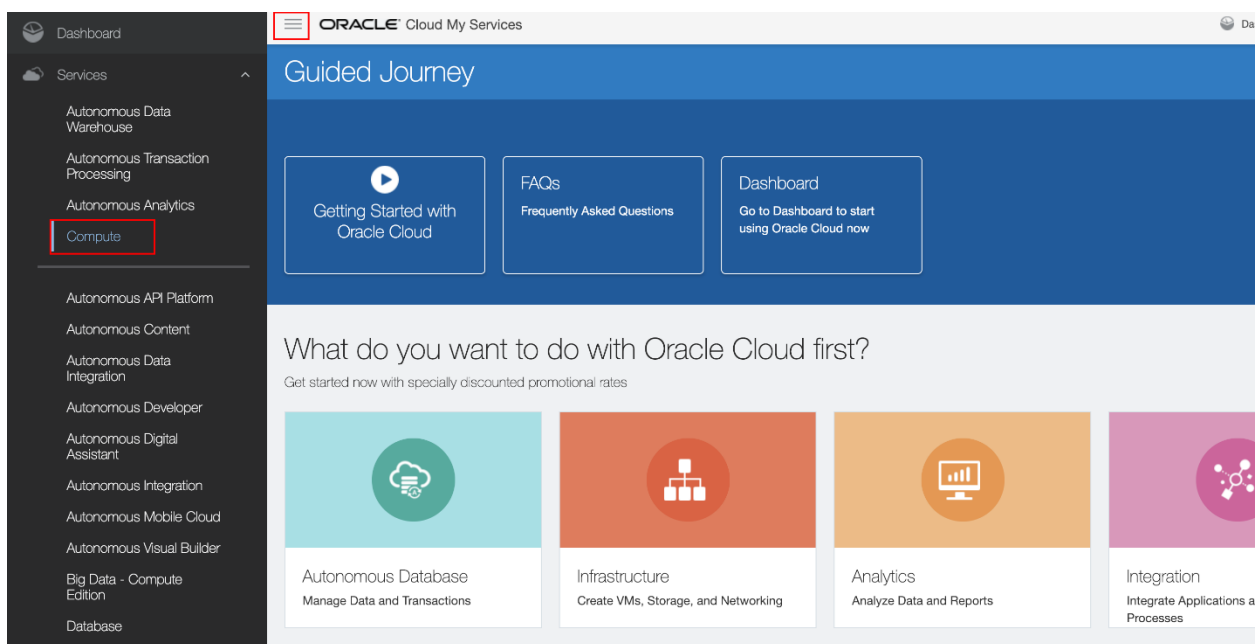 Dashboard
Services
Autonomous Data
Warehouse
Autonomous Transaction
Processing
Autonomous Analytics
Compute
Autonomous API Platform
Autonomous Content
Autonomous Data
Integration
Autonomous Developer
Autonomous Digital
Assistant
Autonomous Integration
Autonomous Mobile Cloud
Autonomous Visual Builder
Big Data - Compute
Edition
Database
ORACLE Cloud My Services
Da
Guided Journey
Getting Started with
Oracle Cloud
FAQs
Frequently Asked Questions
Dashboard
Go to Dashboard to start
using Oracle Cloud now
What do you want to do with Oracle Cloud first?
Get started now with specially discounted promotional rates
Autonomous Database
Manage Data and Transactions
Infrastructure
Create VMs, Storage, and Networking
Analytics
Analyze Data and Reports
Integration
Integrate Applications a
Processes